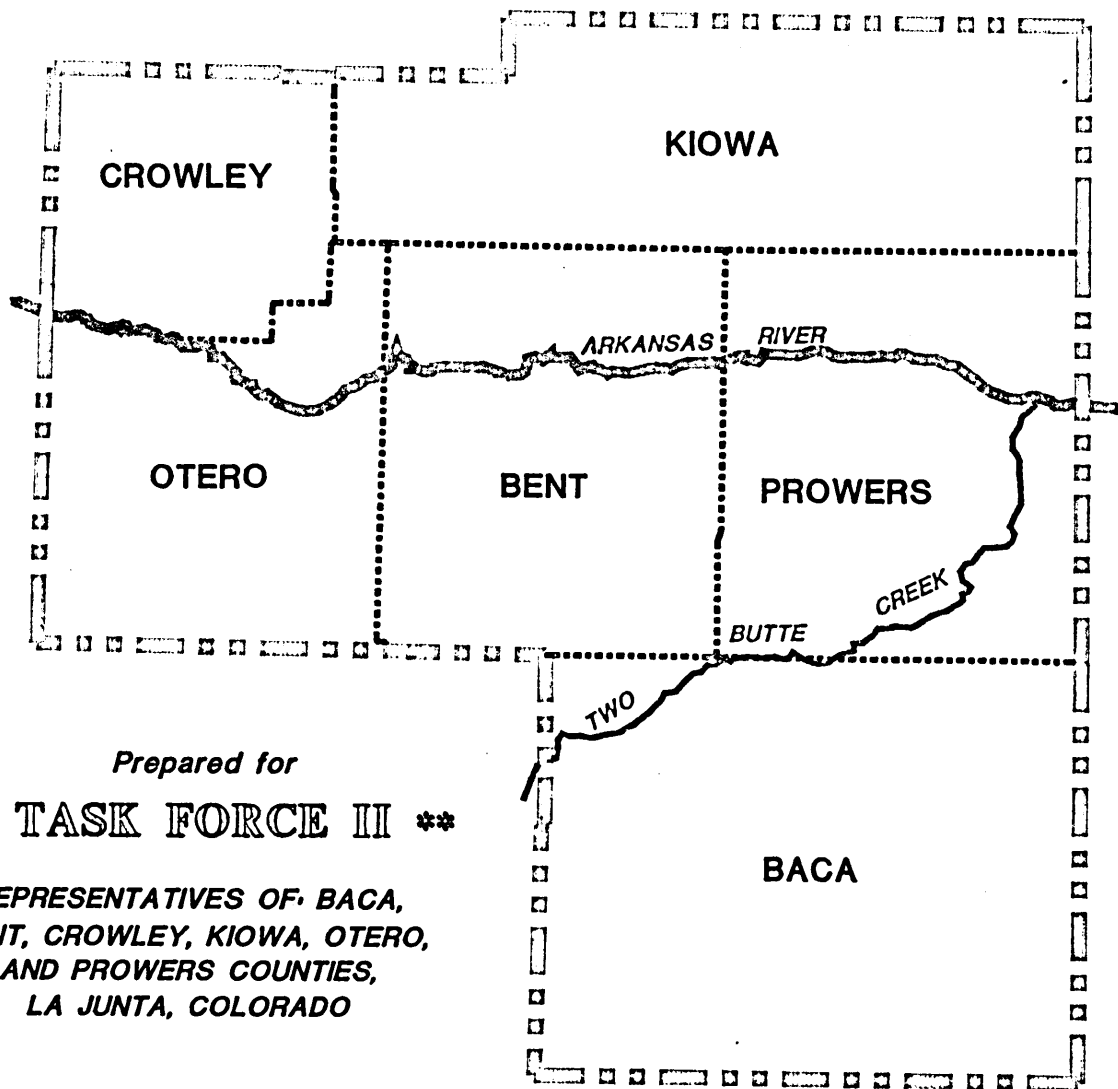 KIOWA
CROWLEY
ARKANSAS RIVER
OTERO
BENT
PROWERS
CREEK
BUTTE
TWO
Prepared for
TASK FORCE II **
BACA
EPRESENTATIVES OF: BACA,
IT, CROWLEY, KIOWA, OTERO,
AND PROWERS COUNTIES,
LA JUNTA, COLORADO